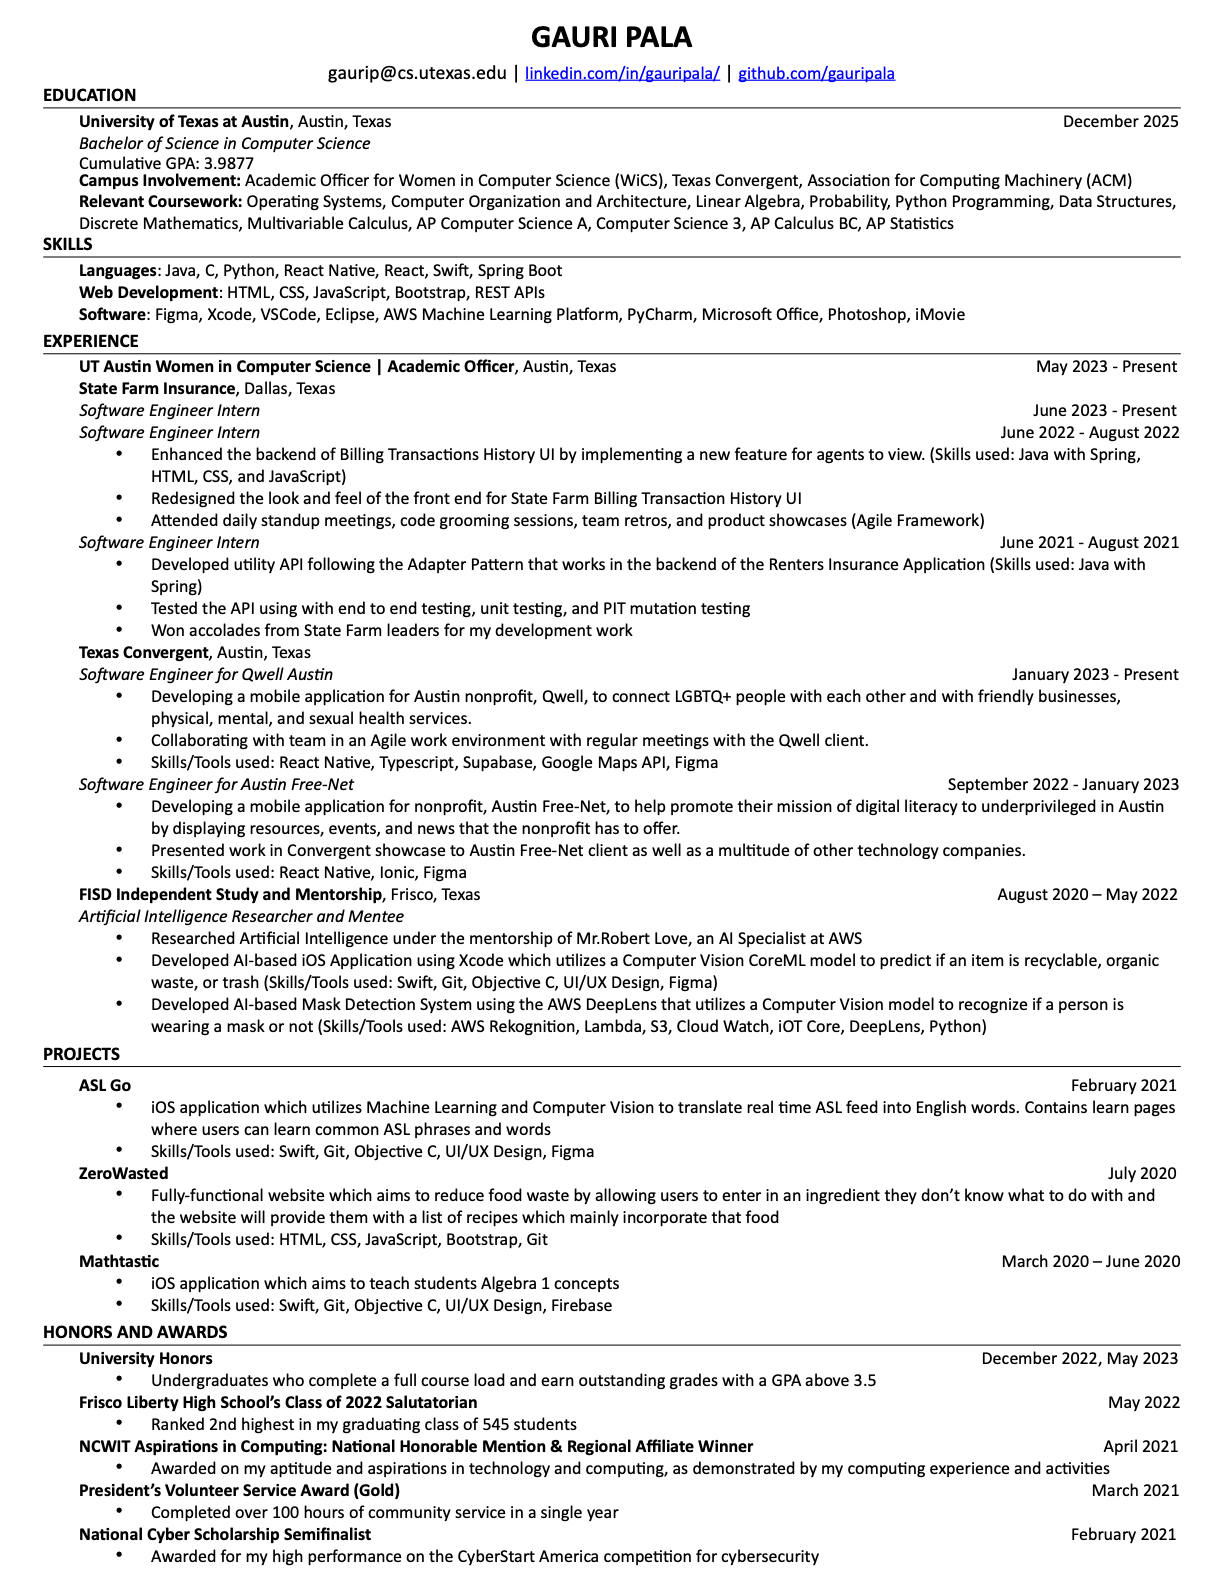 GAURI PALA
gaurip@cs.utexas.edu | linkedin.com/in/gauripala/ | github.com/gauripala
EDUCATION
University of Texas at Austin, Austin, Texas December 2025
Bachelor of Science in Computer Science
Cumulative GPA: 3.9877
Campus Involvement: Academic Officer for Women in Computer Science (WiCS), Texas Convergent, Association for Computing Machinery (ACM)
Relevant Coursework: Operating Systems, Computer Organization and Architecture, Linear Algebra, Probability, Python Programming, Data Structures,
Discrete Mathematics, Multivariable Calculus, AP Computer Science A, Computer Science 3, AP Calculus BC, AP Statistics
SKILLS
Languages: Java, C, Python, React Native, React, Swift, Spring Boot
Web Development: HTML, CSS, JavaScript, Bootstrap, REST APIs
Software: Figma, Xcode, VSCode, Eclipse, AWS Machine Learning Platform, PyCharm, Microsoft Office, Photoshop, iMovie
EXPERIENCE
UT Austin Women in Computer Science | Academic Officer, Austin, Texas May 2023 - Present
State Farm Insurance, Dallas, Texas
Software Engineer Intern June 2023 - Present
Software Engineer Intern June 2022 - August 2022
• Enhanced the backend of Billing Transactions History UI by implementing a new feature for agents to view. (Skills used: Java with Spring,
HTML, CSS, and JavaScript)
• Redesigned the look and feel of the front end for State Farm Billing Transaction History UI
• Attended daily standup meetings, code grooming sessions, team retros, and product showcases (Agile Framework)
Software Engineer Intern June 2021 - August 2021
• Developed utility API following the Adapter Pattern that works in the backend of the Renters Insurance Application (Skills used: Java with
Spring)
• Tested the API using with end to end testing, unit testing, and PIT mutation testing
• Won accolades from State Farm leaders for my development work
Texas Convergent, Austin, Texas
Software Engineer for Qwell Austin January 2023 - Present
• Developing a mobile application for Austin nonprofit, Qwell, to connect LGBTQ+ people with each other and with friendly businesses,
physical, mental, and sexual health services.
• Collaborating with team in an Agile work environment with regular meetings with the Qwell client.
• Skills/Tools used: React Native, Typescript, Supabase, Google Maps API, Figma
Software Engineer for Austin Free-Net September 2022 - January 2023
• Developing a mobile application for nonprofit, Austin Free-Net, to help promote their mission of digital literacy to underprivileged in Austin
by displaying resources, events, and news that the nonprofit has to offer.
• Presented work in Convergent showcase to Austin Free-Net client as well as a multitude of other technology companies.
• Skills/Tools used: React Native, Ionic, Figma
FISD Independent Study and Mentorship, Frisco, Texas August 2020 – May 2022
Artificial Intelligence Researcher and Mentee
• Researched Artificial Intelligence under the mentorship of Mr.Robert Love, an AI Specialist at AWS
• Developed AI-based iOS Application using Xcode which utilizes a Computer Vision CoreML model to predict if an item is recyclable, organic
waste, or trash (Skills/Tools used: Swift, Git, Objective C, UI/UX Design, Figma)
• Developed AI-based Mask Detection System using the AWS DeepLens that utilizes a Computer Vision model to recognize if a person is
wearing a mask or not (Skills/Tools used: AWS Rekognition, Lambda, S3, Cloud Watch, iOT Core, DeepLens, Python)
PROJECTS
ASL Go February 2021
• iOS application which utilizes Machine Learning and Computer Vision to translate real time ASL feed into English words. Contains learn pages
where users can learn common ASL phrases and words
• Skills/Tools used: Swift, Git, Objective C, UI/UX Design, Figma
ZeroWasted July 2020
• Fully-functional website which aims to reduce food waste by allowing users to enter in an ingredient they don’t know what to do with and
the website will provide them with a list of recipes which mainly incorporate that food
• Skills/Tools used: HTML, CSS, JavaScript, Bootstrap, Git
Mathtastic March 2020 – June 2020
• iOS application which aims to teach students Algebra 1 concepts
• Skills/Tools used: Swift, Git, Objective C, UI/UX Design, Firebase
HONORS AND AWARDS
University Honors December 2022, May 2023
• Undergraduates who complete a full course load and earn outstanding grades with a GPA above 3.5
Frisco Liberty High School’s Class of 2022 Salutatorian May 2022
• Ranked 2nd highest in my graduating class of 545 students
NCWIT Aspirations in Computing: National Honorable Mention & Regional Affiliate Winner April 2021
• Awarded on my aptitude and aspirations in technology and computing, as demonstrated by my computing experience and activities
President’s Volunteer Service Award (Gold) March 2021
• Completed over 100 hours of community service in a single year
National Cyber Scholarship Semifinalist February 2021
• Awarded for my high performance on the CyberStart America competition for cybersecurity